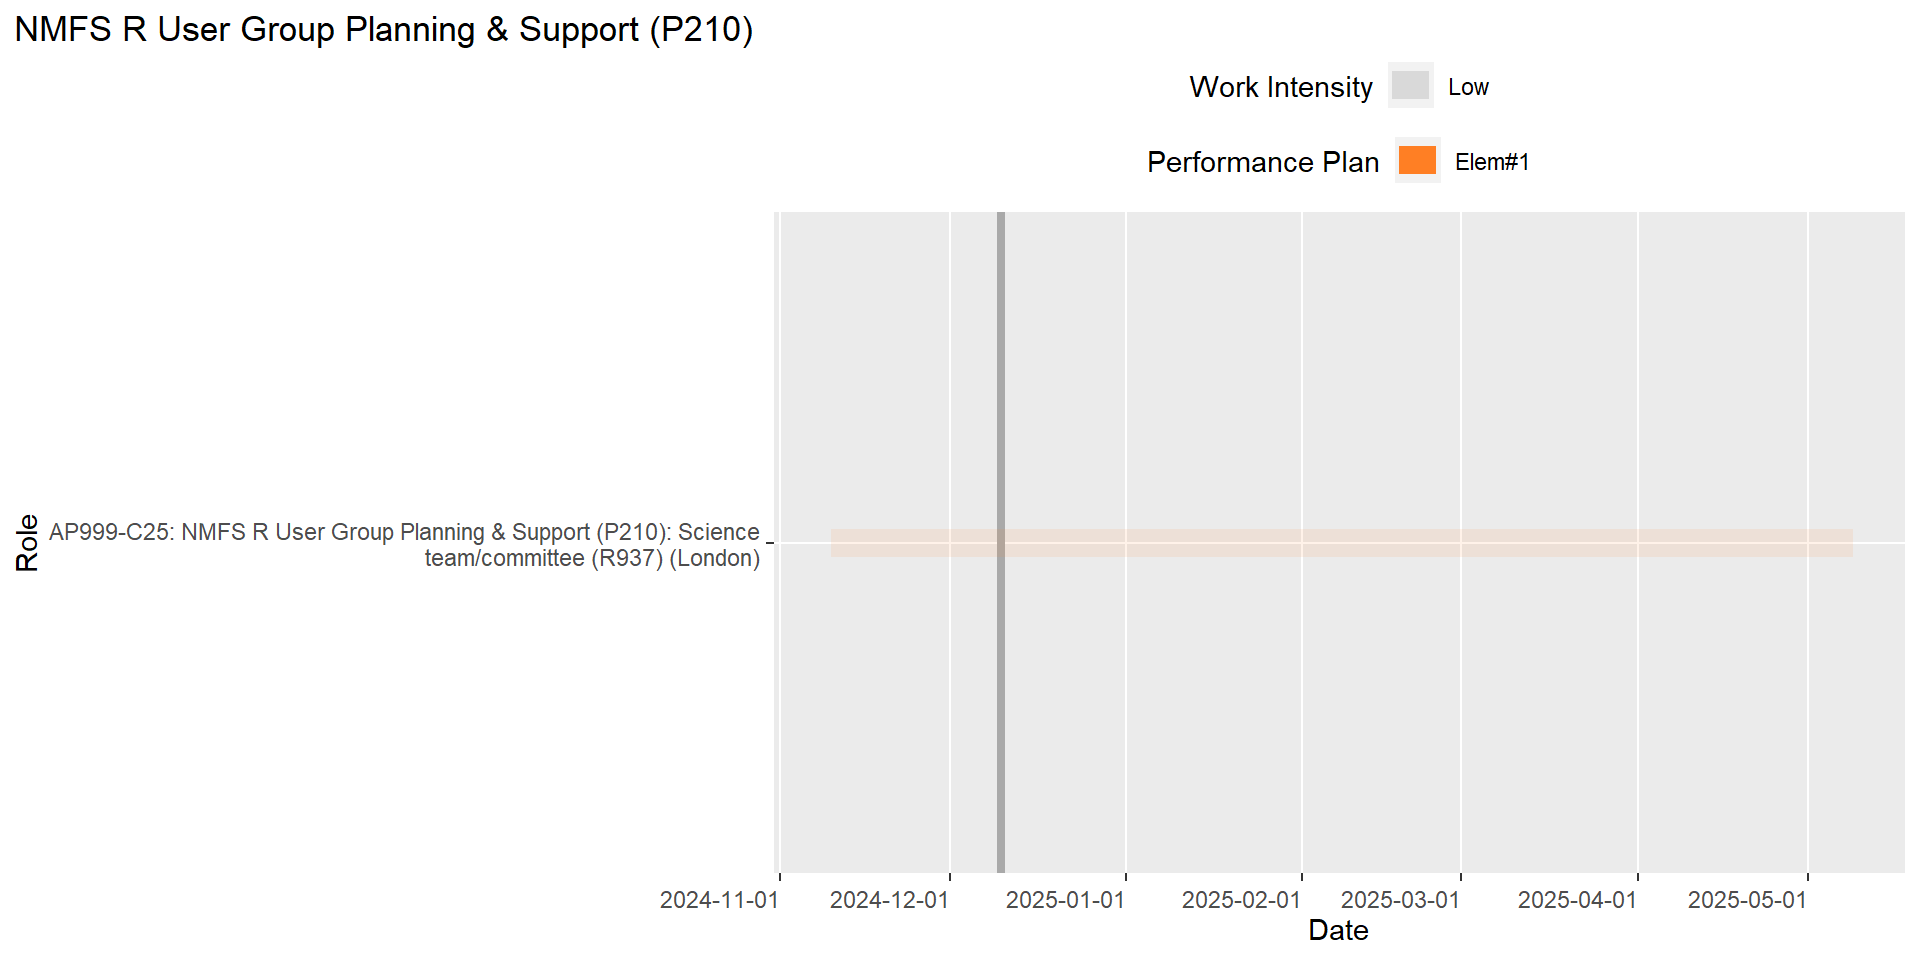 NMFS R User Group Planning & Support (P210)
Work Intensity Low
Performance Plan Elem#1
Role
AP999-C25: NMFS R User Group Planning & Support (P210): Science
team/committee (R937) (London)
2024-11-01 2024-12-01 2025-01-01 2025-02-01 2025-03-01 2025-04-01 2025-05-01
Date